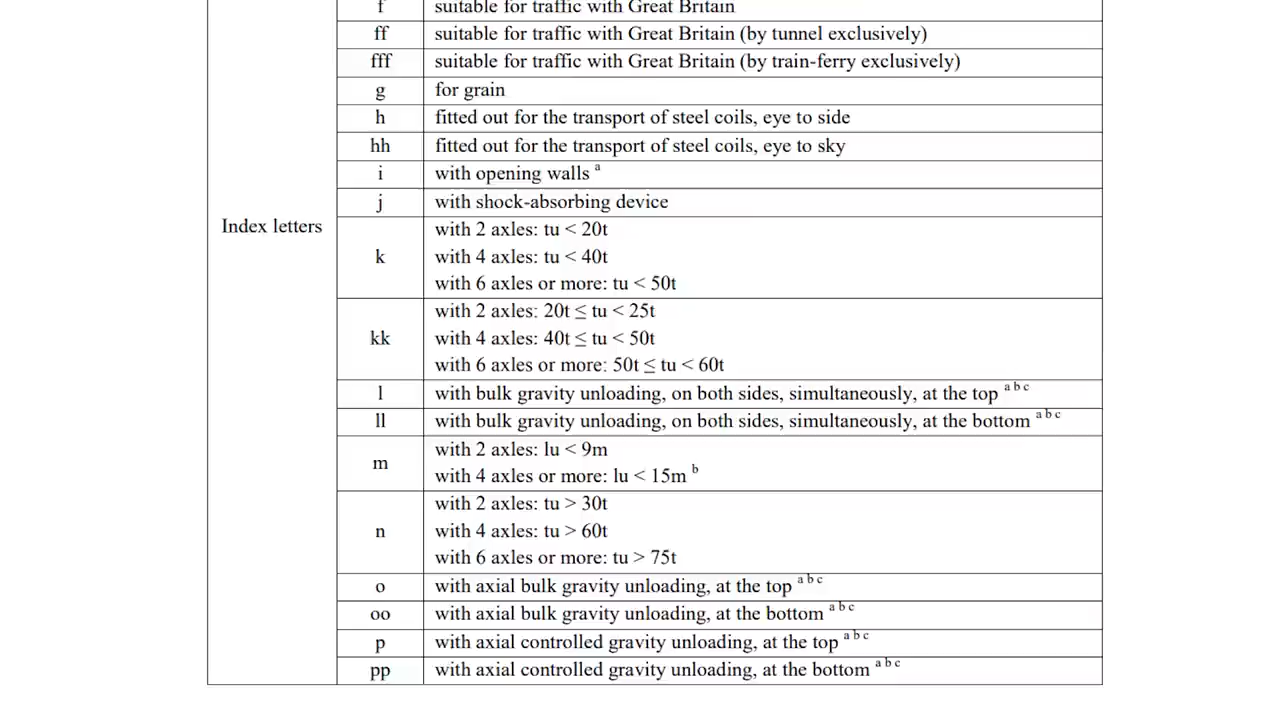 f suitable for traffic with Great Britain
ff suitable for traffic with Great Britain (by tunnel exclusively)
fff suitable for traffic with Great Britain (by train-ferry exclusively)
g for grain
h fitted out for the transport of steel coils, eye to side
hh fitted out for the transport of steel coils, eye to sky
i with opening walls a
j with shock-absorbing device
Index letters
k
with 2 axles: tu < 20t
with 4 axles: tu < 40t
with 6 axles or more: tu < 50t
kk
with 2 axles: 20t ≤ tu < 25t
with 4 axles: 40t ≤ tu < 50t
with 6 axles or more: 50t ≤ tu < 60t
l with bulk gravity unloading, on both sides, simultaneously, at the top a b c
ll with bulk gravity unloading, on both sides, simultaneously, at the bottom a b c
m
with 2 axles: lu < 9m
with 4 axles or more: lu < 15m b
n
with 2 axles: tu > 30t
with 4 axles: tu > 60t
with 6 axles or more: tu > 75t
o with axial bulk gravity unloading, at the top a b c
oo with axial bulk gravity unloading, at the bottom a b c
p with axial controlled gravity unloading, at the top a b c
pp with axial controlled gravity unloading, at the bottom a b c